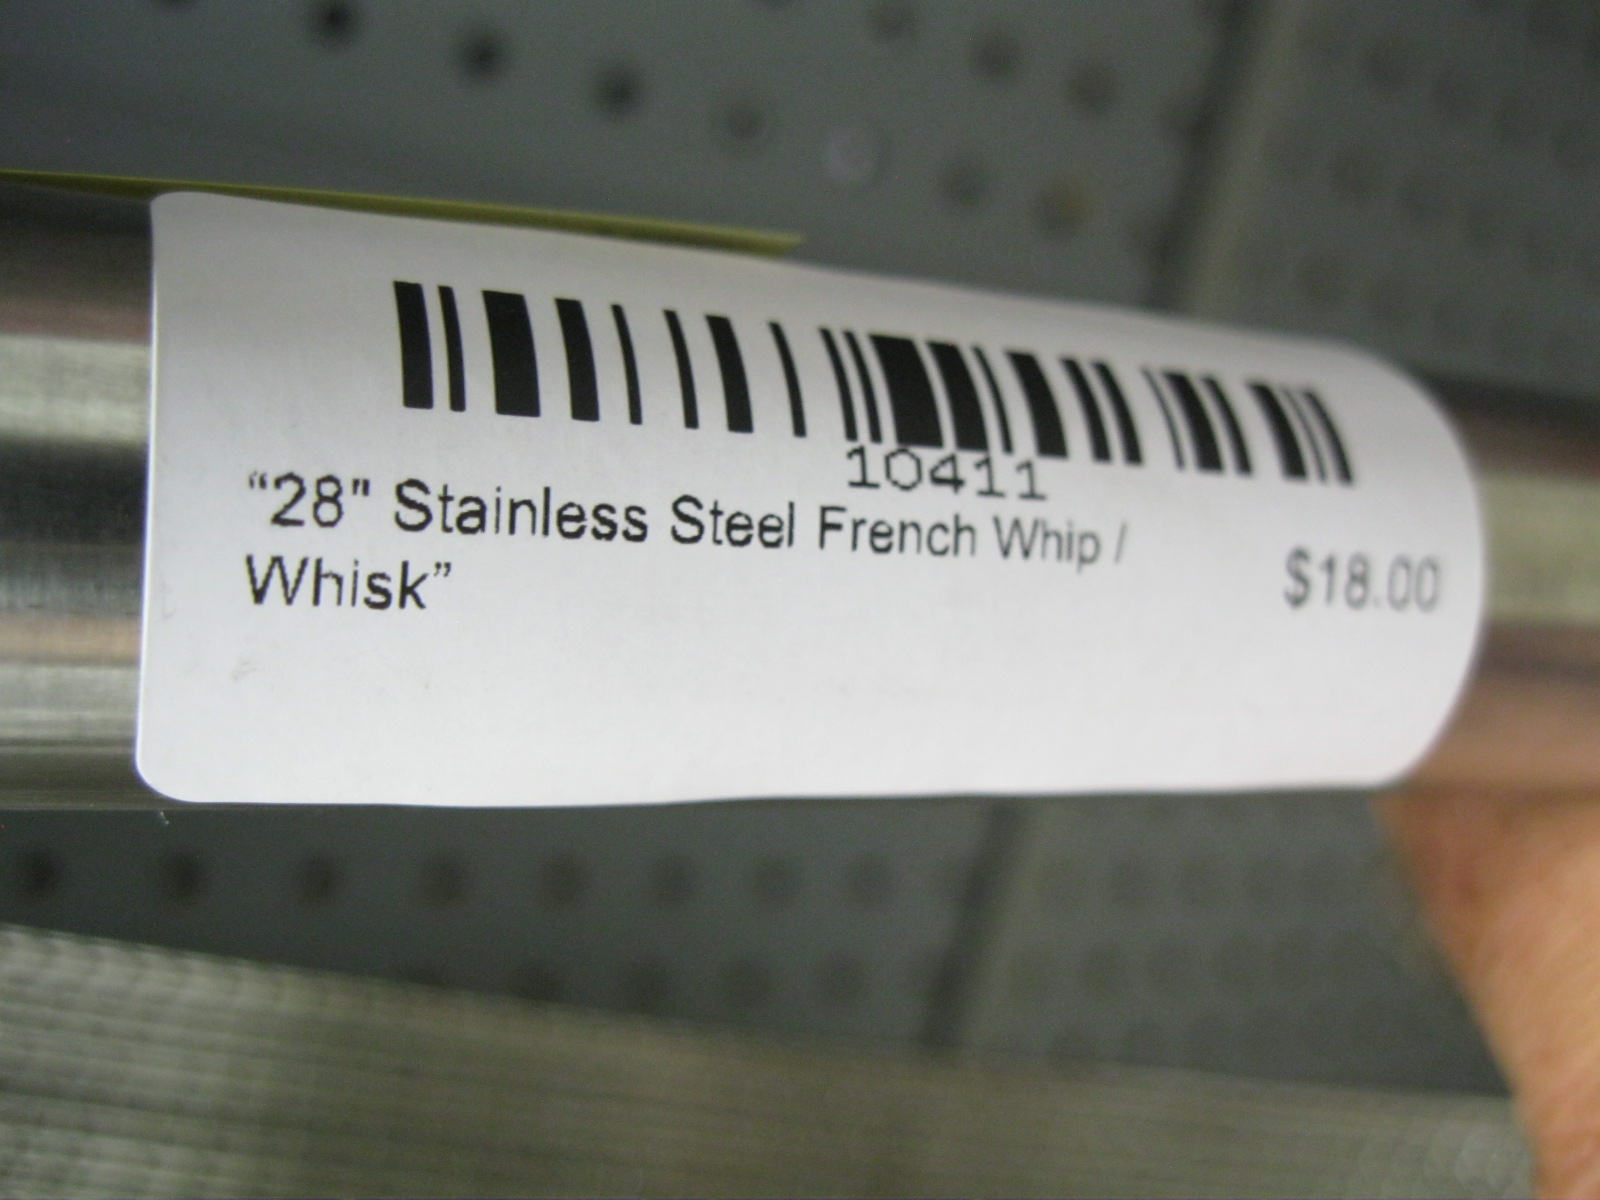 10411
“28" Stainless Steel French Whip /
Whisk”
$18.00